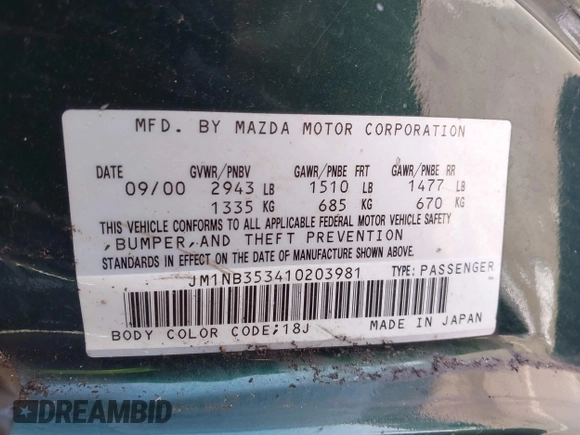 MFD. BY MAZDA MOTOR CORPORATION
DATE GVWR/PNBV GAWR/PNBE FRT GAWR/PNBE RR
09/00 2943 LB 1510 LB 1477 LB
1335 KG 685 KG 670 KG
THIS VEHICLE CONFORMS TO ALL APPLICABLE FEDERAL MOTOR VEHICLE SAFETY
,BUMPER,AND THEFT PREVENTION
STANDARDS IN EFFECT ON THE DATE OF MANUFACTURE SHOWN ABOVE.
JM1NB353410203981 TYPE: PASSENGER
BODY COLOR CODE;18J MADE IN JAPAN
DREAMBID